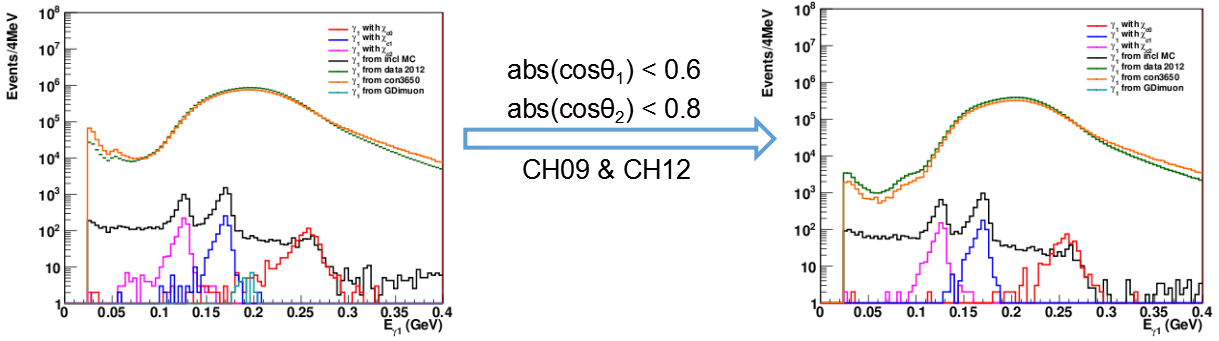 Events/4MeV
10⁸
10⁷
10⁶
10⁵
10⁴
10³
10²
10
1
γ₁ with χc0
γ₁ with χc1
γ₁ with χc2
γ₁ from incl MC
γ₁ from data 2012
γ₁ from con3650
γ₁ from GDimuon
0 0.05 0.1 0.15 0.2 0.25 0.3 0.35 0.4
Eγ1 (GeV)
abs(cosθ₁) < 0.6
abs(cosθ₂) < 0.8
CH09 & CH12
Events/4MeV
10⁸
10⁷
10⁶
10⁵
10⁴
10³
10²
10
1
γ₁ with χc0
γ₁ with χc1
γ₁ with χc2
γ₁ from incl MC
γ₁ from data 2012
γ₁ from con3650
γ₁ from GDimuon
0 0.05 0.1 0.15 0.2 0.25 0.3 0.35 0.4
Eγ1 (GeV)